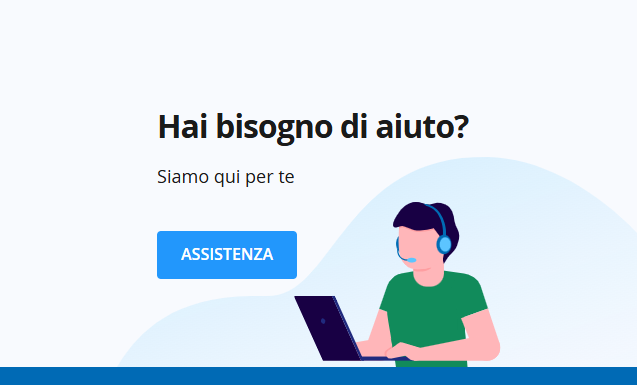 Hai bisogno di aiuto?
Siamo qui per te
ASSISTENZA